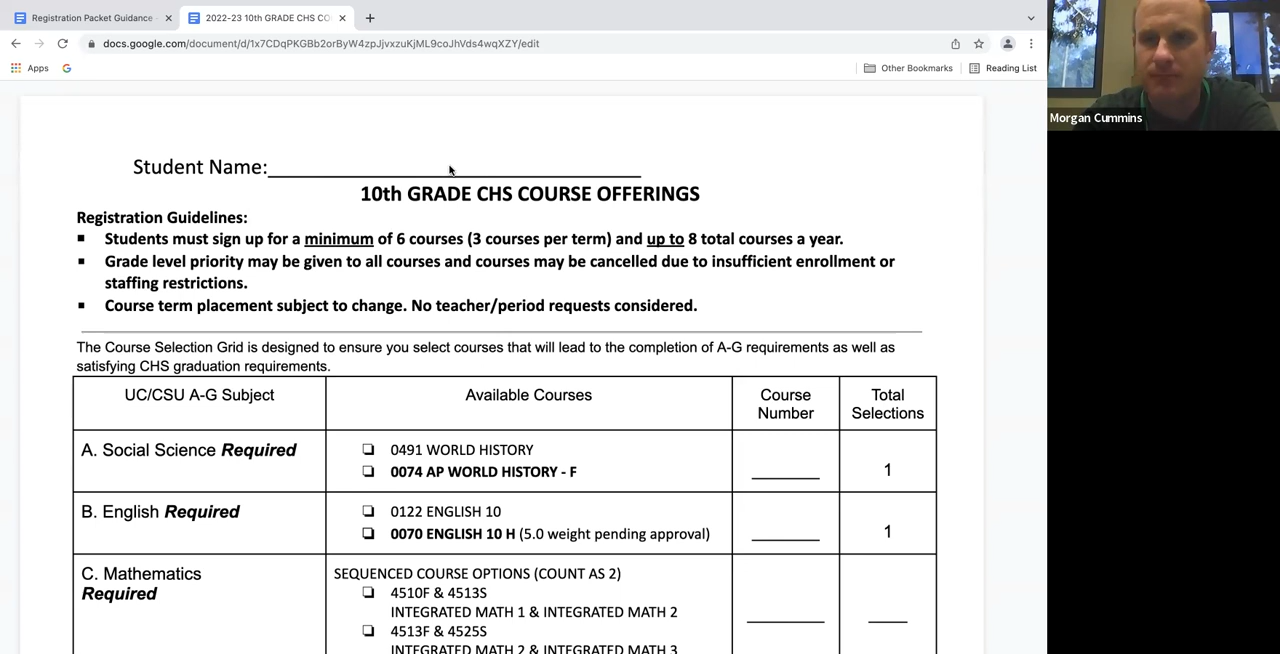 Registration Packet Guidance -
2022-23 10th GRADE CHS CO
docs.google.com/document/d/1x7CDqPKGBb2orByW4zpJjvxzuKjML9coJhVds4wqXZY/edit
Apps
Other Bookmarks
Reading List
Morgan Cummins
Student Name:
10th GRADE CHS COURSE OFFERINGS
Registration Guidelines:
Students must sign up for a minimum of 6 courses (3 courses per term) and up to 8 total courses a year.
Grade level priority may be given to all courses and courses may be cancelled due to insufficient enrollment or
staffing restrictions.
Course term placement subject to change. No teacher/period requests considered.
The Course Selection Grid is designed to ensure you select courses that will lead to the completion of A-G requirements as well as
satisfying CHS graduation requirements.
UC/CSU A-G Subject
Available Courses
Course
Number
Total
Selections
A. Social Science Required
0491 WORLD HISTORY
0074 AP WORLD HISTORY - F
1
B. English Required
0122 ENGLISH 10
0070 ENGLISH 10 H (5.0 weight pending approval)
1
C. Mathematics
Required
SEQUENCED COURSE OPTIONS (COUNT AS 2)
4510F & 4513S
INTEGRATED MATH 1 & INTEGRATED MATH 2
4513F & 4525S
INTEGRATED MATH 2 & INTEGRATED MATH 3